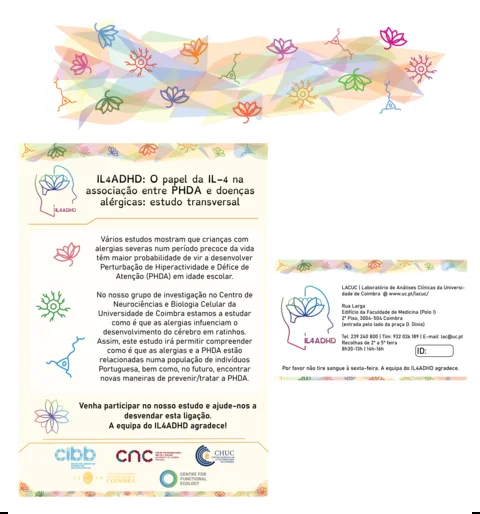 IL4ADHD: O papel da IL-4 na
associação entre PHDA e doenças
alérgicas: estudo transversal
IL4ADHD
Vários estudos mostram que crianças com
alergias severas num período precoce da vida
têm maior probabilidade de vir a desenvolver
Perturbação de Hiperactividade e Défice de
Atenção (PHDA) em idade escolar.
No nosso grupo de investigação no Centro de
Neurociências e Biologia Celular da
Universidade de Coimbra estamos a estudar
como é que as alergias influenciam o
desenvolvimento do cérebro em ratinhos.
Assim, este estudo irá permitir compreender
como é que as alergias e a PHDA estão
relacionadas numa população de indivíduos
Portuguesa, bem como, no futuro, encontrar
novas maneiras de prevenir/tratar a PHDA.
Venha participar no nosso estudo e ajude-nos a
desvendar esta ligação.
A equipa do IL4ADHD agradece!
cibb
cnc
CHUC
COIMBRA
CENTRE FOR
FUNCTIONAL
ECOLOGY
LACUC | Laboratório de Análises Clínicas da Universi-
dade de Coimbra @ www.uc.pt/lacuc/
Rua Larga
Edifício da Faculdade de Medicina (Polo I)
2º Piso, 3004-504 Coimbra
(entrada pelo lado da praça D. Dinis)
Tel: 239 240 800 | Tlm: 932 026 189 | E-mail: lac@uc.pt
Recolhas de 2ª a 5ª feira
8h30-13h | 14h-16h
ID:
IL4ADHD
Por favor não tire sangue à sexta-feira. A equipa do IL4ADHD agradece.